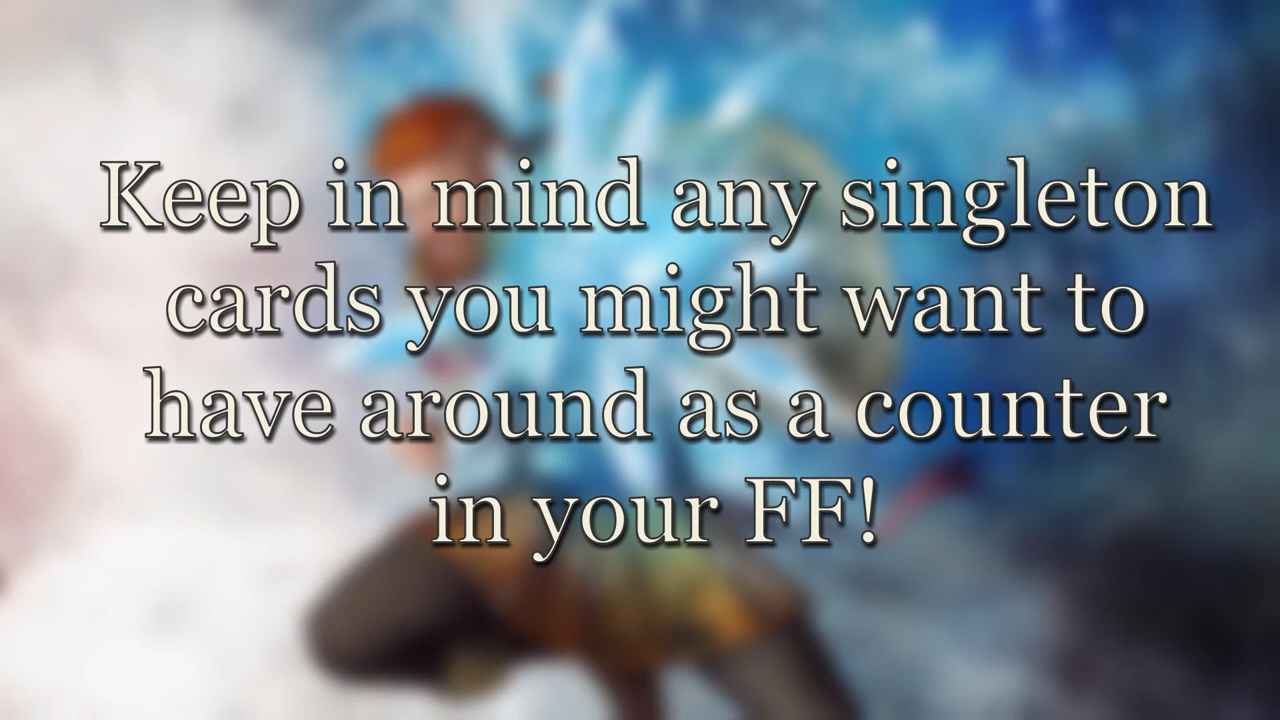 Keep in mind any singleton
cards you might want to
have around as a counter
in your FF!